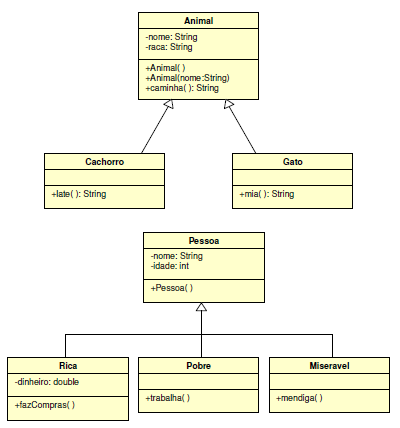 Animal
-nome: String
-raca: String
+Animal( )
+Animal(nome:String)
+caminha( ): String
Cachorro
+late( ): String
Gato
+mia( ): String
Pessoa
-nome: String
-idade: int
+Pessoa( )
Rica
-dinheiro: double
+fazCompras( )
Pobre
+trabalha( )
Miseravel
+mendiga( )